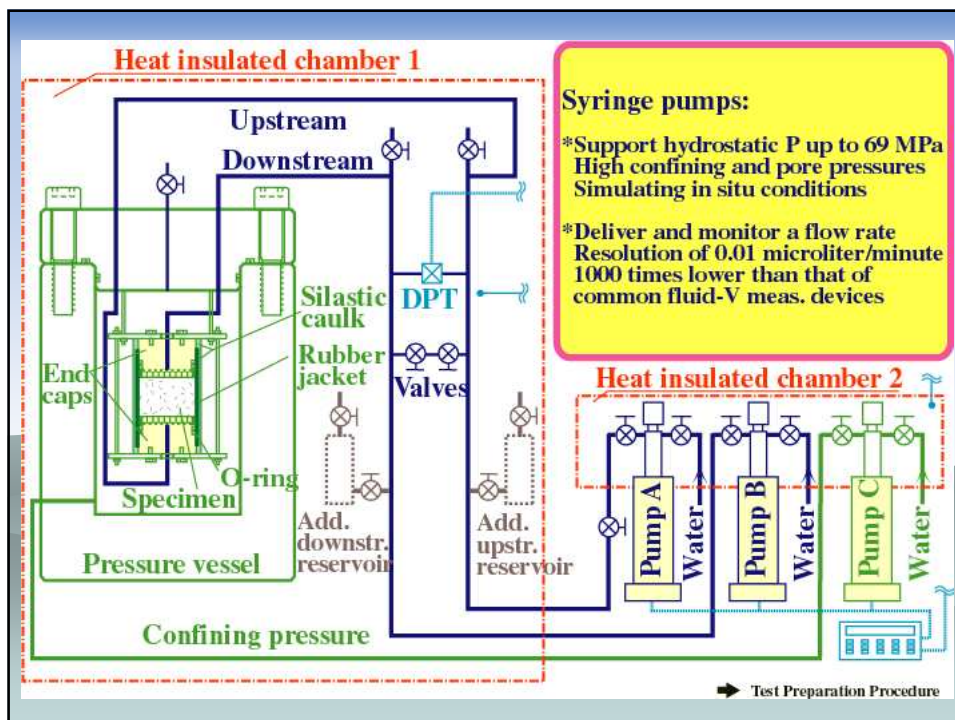 Heat insulated chamber 1
Upstream
Downstream
Syringe pumps:
*Support hydrostatic P up to 69 MPa
High confining and pore pressures
Simulating in situ conditions
*Deliver and monitor a flow rate
Resolution of 0.01 microliter/minute
1000 times lower than that of
common fluid-V meas. devices
DPT
Silastic
caulk
Rubber
jacket
End
caps
Valves
Heat insulated chamber 2
O-ring
Specimen
Add.
downstr.
reservoir
Add.
upstr.
reservoir
Pump A
Water
Pump B
Water
Pump C
Water
Pressure vessel
Confining pressure
Test Preparation Procedure